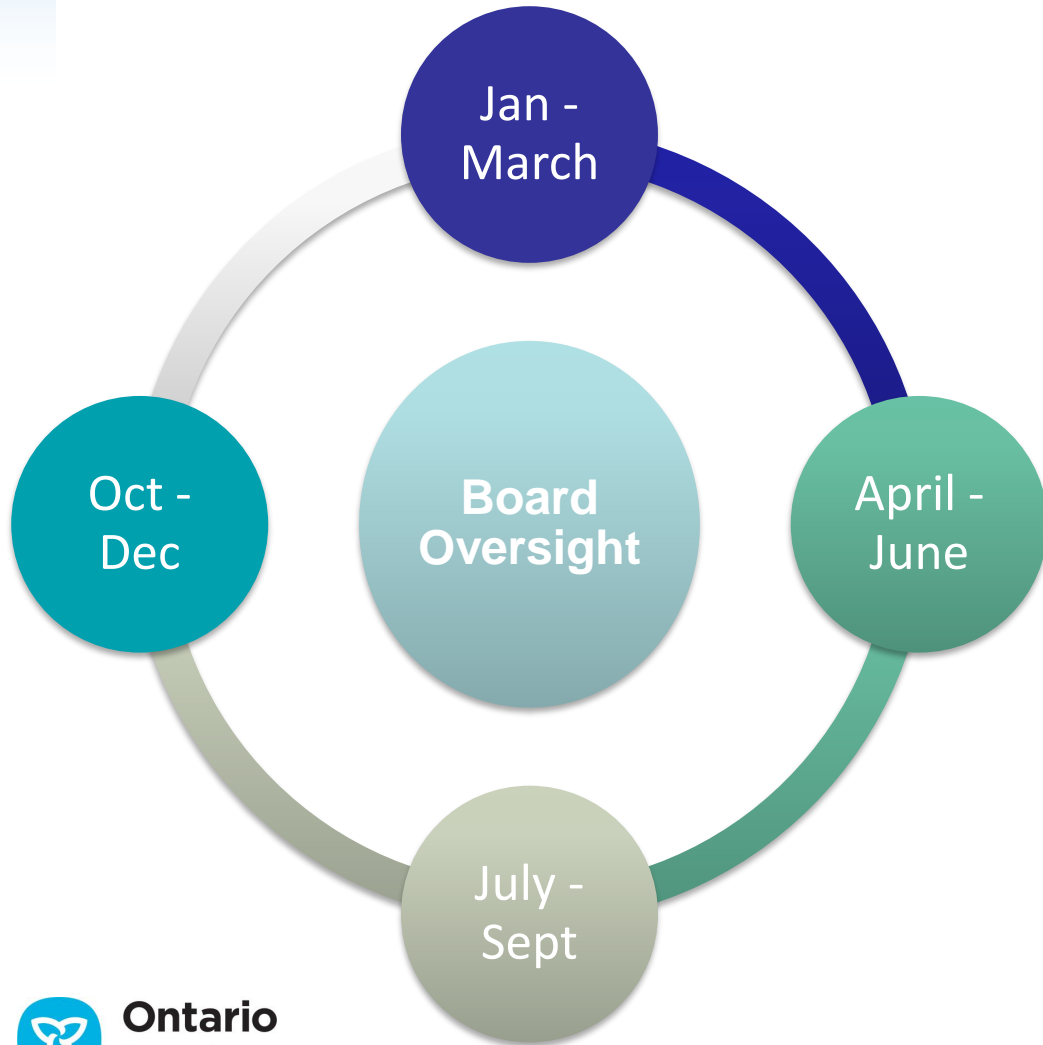 Jan -
March
Oct -
Dec
Board
Oversight
April -
June
July -
Sept
Ontario